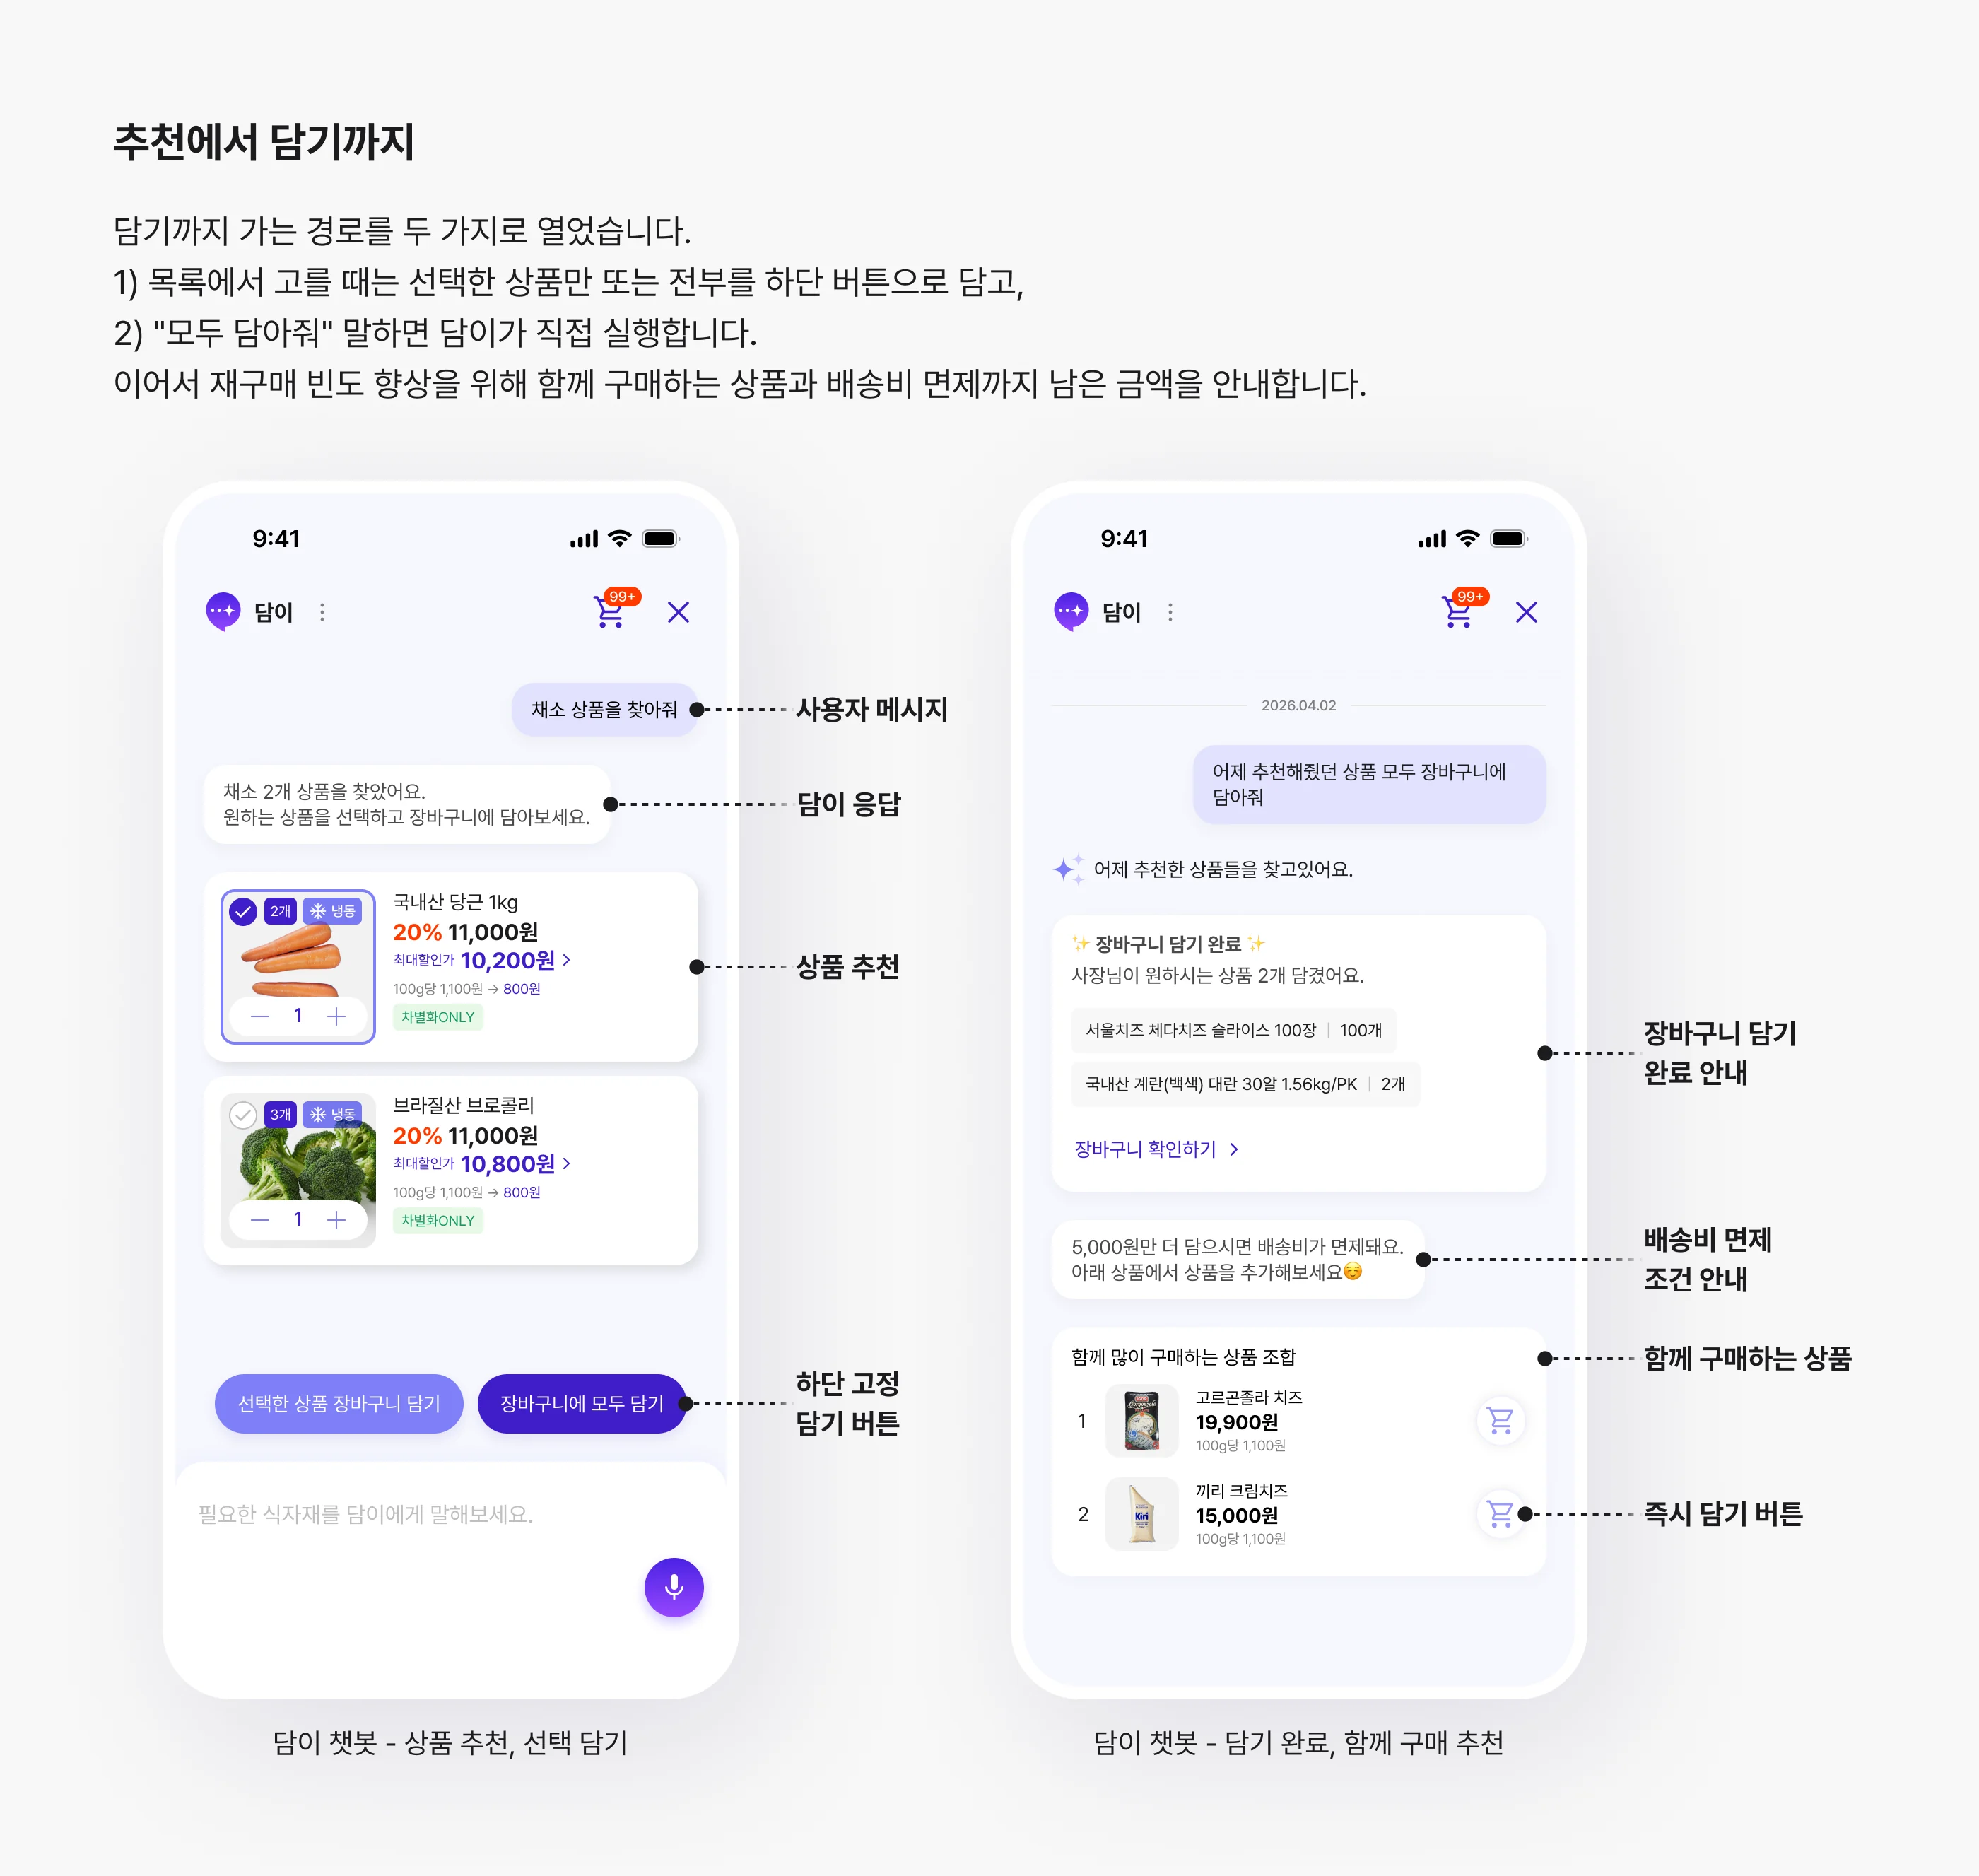 추천에서 담기까지
담기까지 가는 경로를 두 가지로 열었습니다.
1) 목록에서 고를 때는 선택한 상품만 또는 전부를 하단 버튼으로 담고,
2) "모두 담아줘" 말하면 담이가 직접 실행합니다.
이어서 재구매 빈도 향상을 위해 함께 구매하는 상품과 배송비 면제까지 남은 금액을 안내합니다.
9:41
담이
99+
채소 상품을 찾아줘
사용자 메시지
채소 2개 상품을 찾았어요.
원하는 상품을 선택하고 장바구니에 담아보세요.
담이 응답
2개
냉동
1
국내산 당근 1kg
20% 11,000원
최대할인가 10,200원
100g당 1,100원 → 800원
차별화ONLY
상품 추천
3개
냉동
1
브라질산 브로콜리
20% 11,000원
최대할인가 10,800원
100g당 1,100원 → 800원
차별화ONLY
선택한 상품 장바구니 담기
장바구니에 모두 담기
하단 고정
담기 버튼
필요한 식자재를 담이에게 말해보세요.
담이 챗봇 - 상품 추천, 선택 담기
9:41
담이
99+
2026.04.02
어제 추천해줬던 상품 모두 장바구니에
담아줘
어제 추천한 상품들을 찾고있어요.
✨ 장바구니 담기 완료 ✨
사장님이 원하시는 상품 2개 담겼어요.
서울치즈 체다치즈 슬라이스 100장 | 100개
국내산 계란(백색) 대란 30알 1.56kg/PK | 2개
장바구니 확인하기
장바구니 담기
완료 안내
5,000원만 더 담으시면 배송비가 면제돼요.
아래 상품에서 상품을 추가해보세요☺️
배송비 면제
조건 안내
함께 많이 구매하는 상품 조합
함께 구매하는 상품
1
고르곤졸라 치즈
19,900원
100g당 1,100원
2
Kiri
끼리 크림치즈
15,000원
100g당 1,100원
즉시 담기 버튼
담이 챗봇 - 담기 완료, 함께 구매 추천